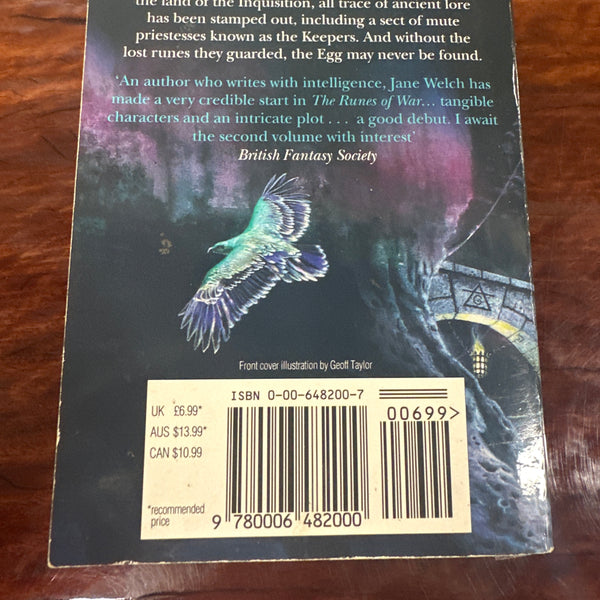 the land of the Inquisition, all trace of ancient lore
has been stamped out, including a sect of mute
priestesses known as the Keepers. And without the
lost runes they guarded, the Egg may never be found.
‘An author who writes with intelligence, Jane Welch has
made a very credible start in The Runes of War... tangible
characters and an intricate plot . . . a good debut. I await
the second volume with interest’
British Fantasy Society
Front cover illustration by Geoff Taylor
ISBN 0-00-648200-7
UK £6.99*
AUS $13.99*
CAN $10.99
00699>
*recommended
price
9 780006 482000